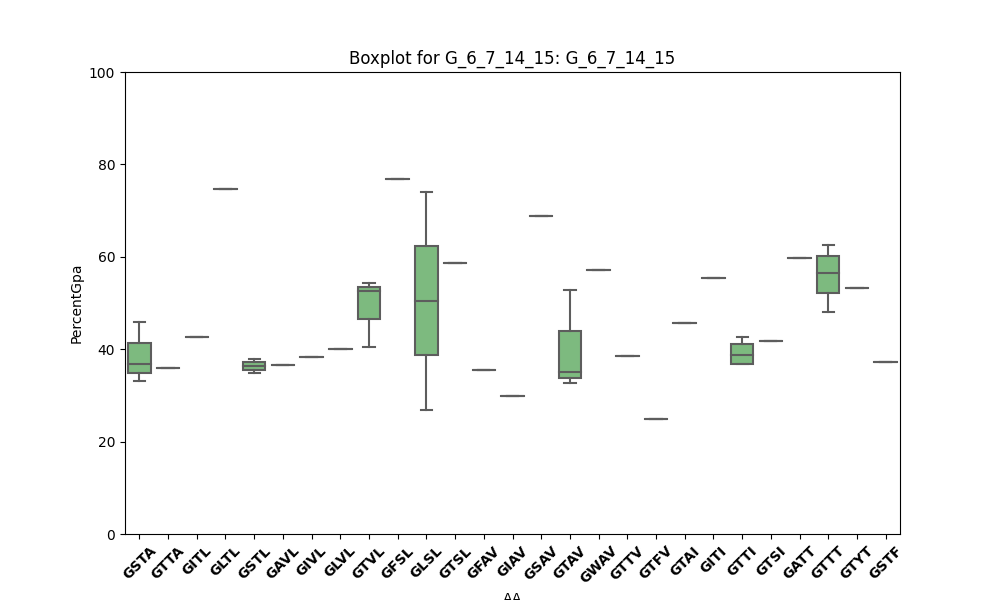 Boxplot for G_6_7_14_15: G_6_7_14_15
100
80
60
40
20
0
PercentGpa
GSTA GTTA GITL GLTL GSTL GAVL GIVL GLVL GTVL GFSL GLSL GTSL GFAV GIAV GSAV GTAV GWAV GTTV GTFV GTAI GITI GTTI GTSI GATT GTTT GTYT GSTF
AA